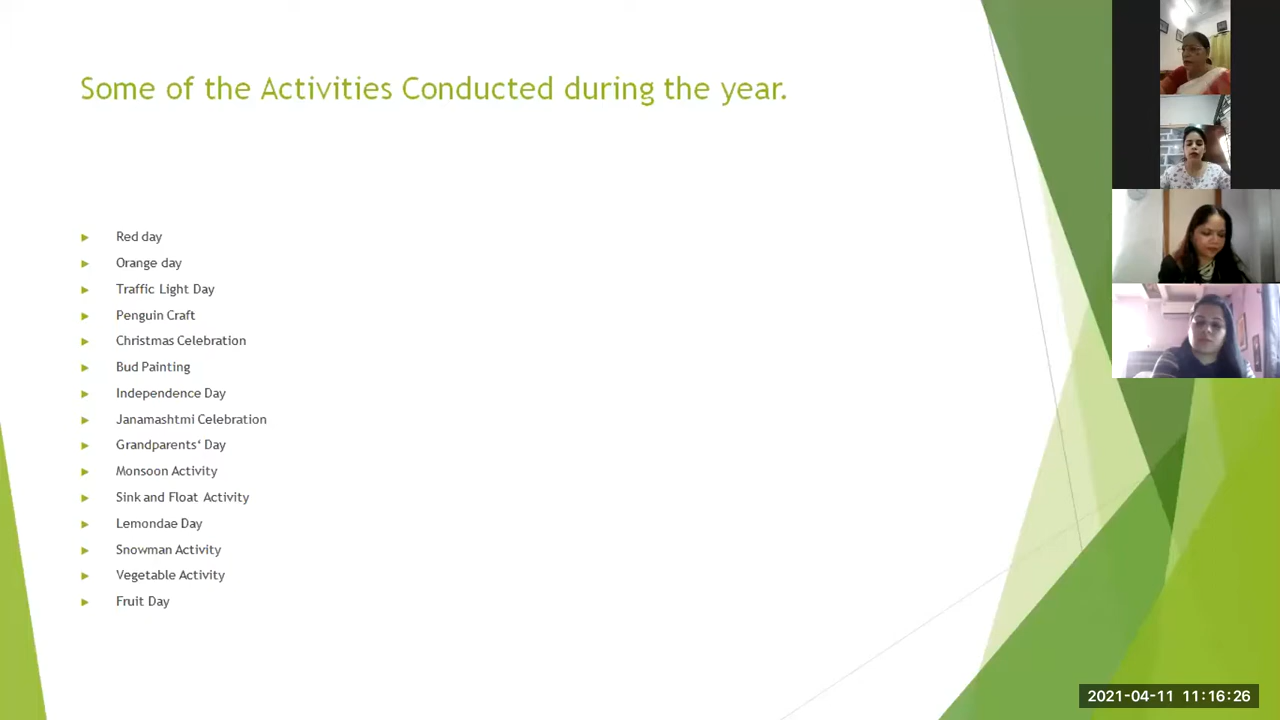 Some of the Activities Conducted during the year.
Red day
Orange day
Traffic Light Day
Penguin Craft
Christmas Celebration
Bud Painting
Independence Day
Janamashtmi Celebration
Grandparents‘ Day
Monsoon Activity
Sink and Float Activity
Lemondae Day
Snowman Activity
Vegetable Activity
Fruit Day
2021-04-11 11:16:26